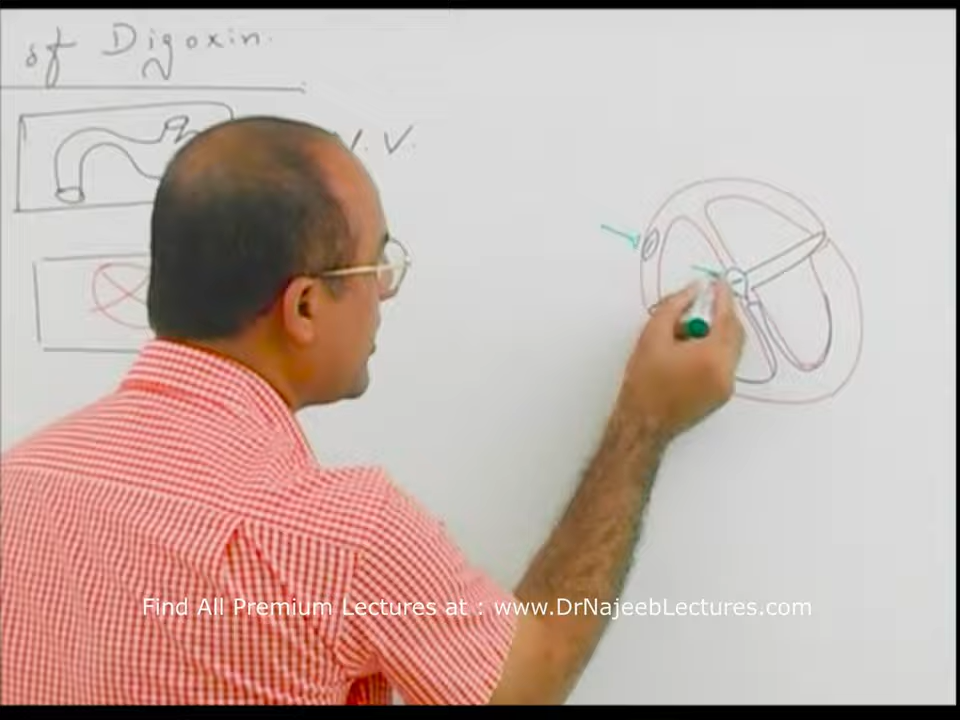 of Digoxin.
V.V.
Find All Premium Lectures at : www.DrNajeebLectures.com